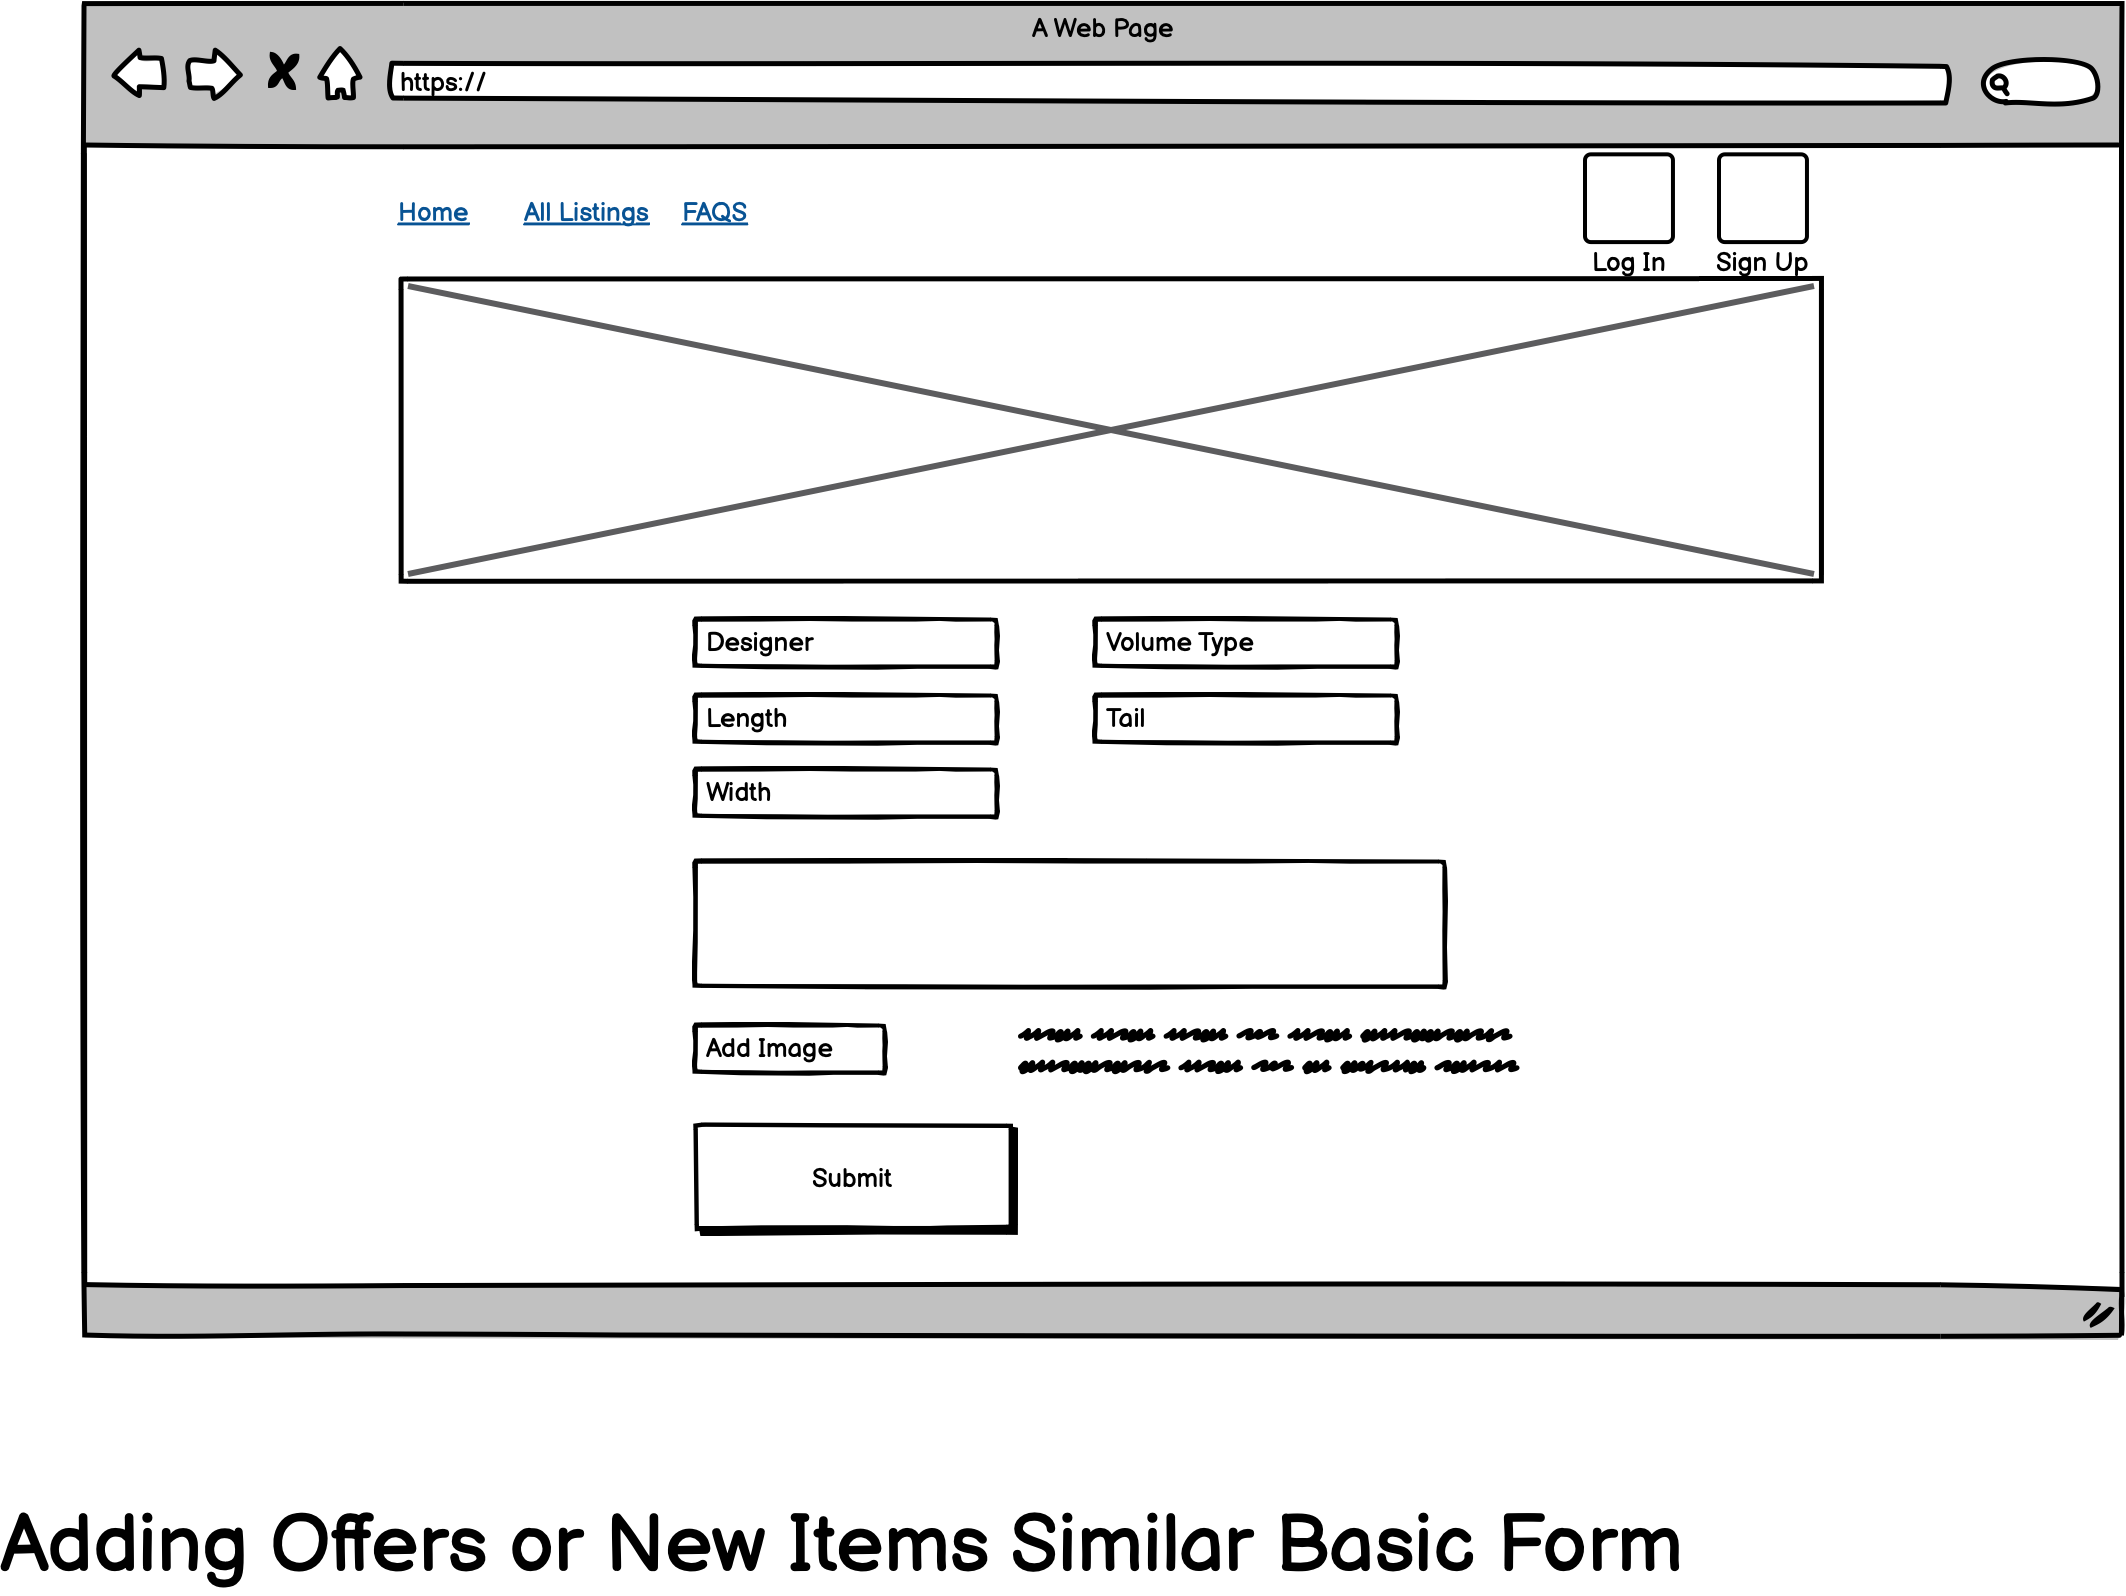 A Web Page
https://
Home All Listings FAQS
Log In Sign Up
Designer Volume Type
Length Tail
Width
Add Image
Submit
Adding Offers or New Items Similar Basic Form